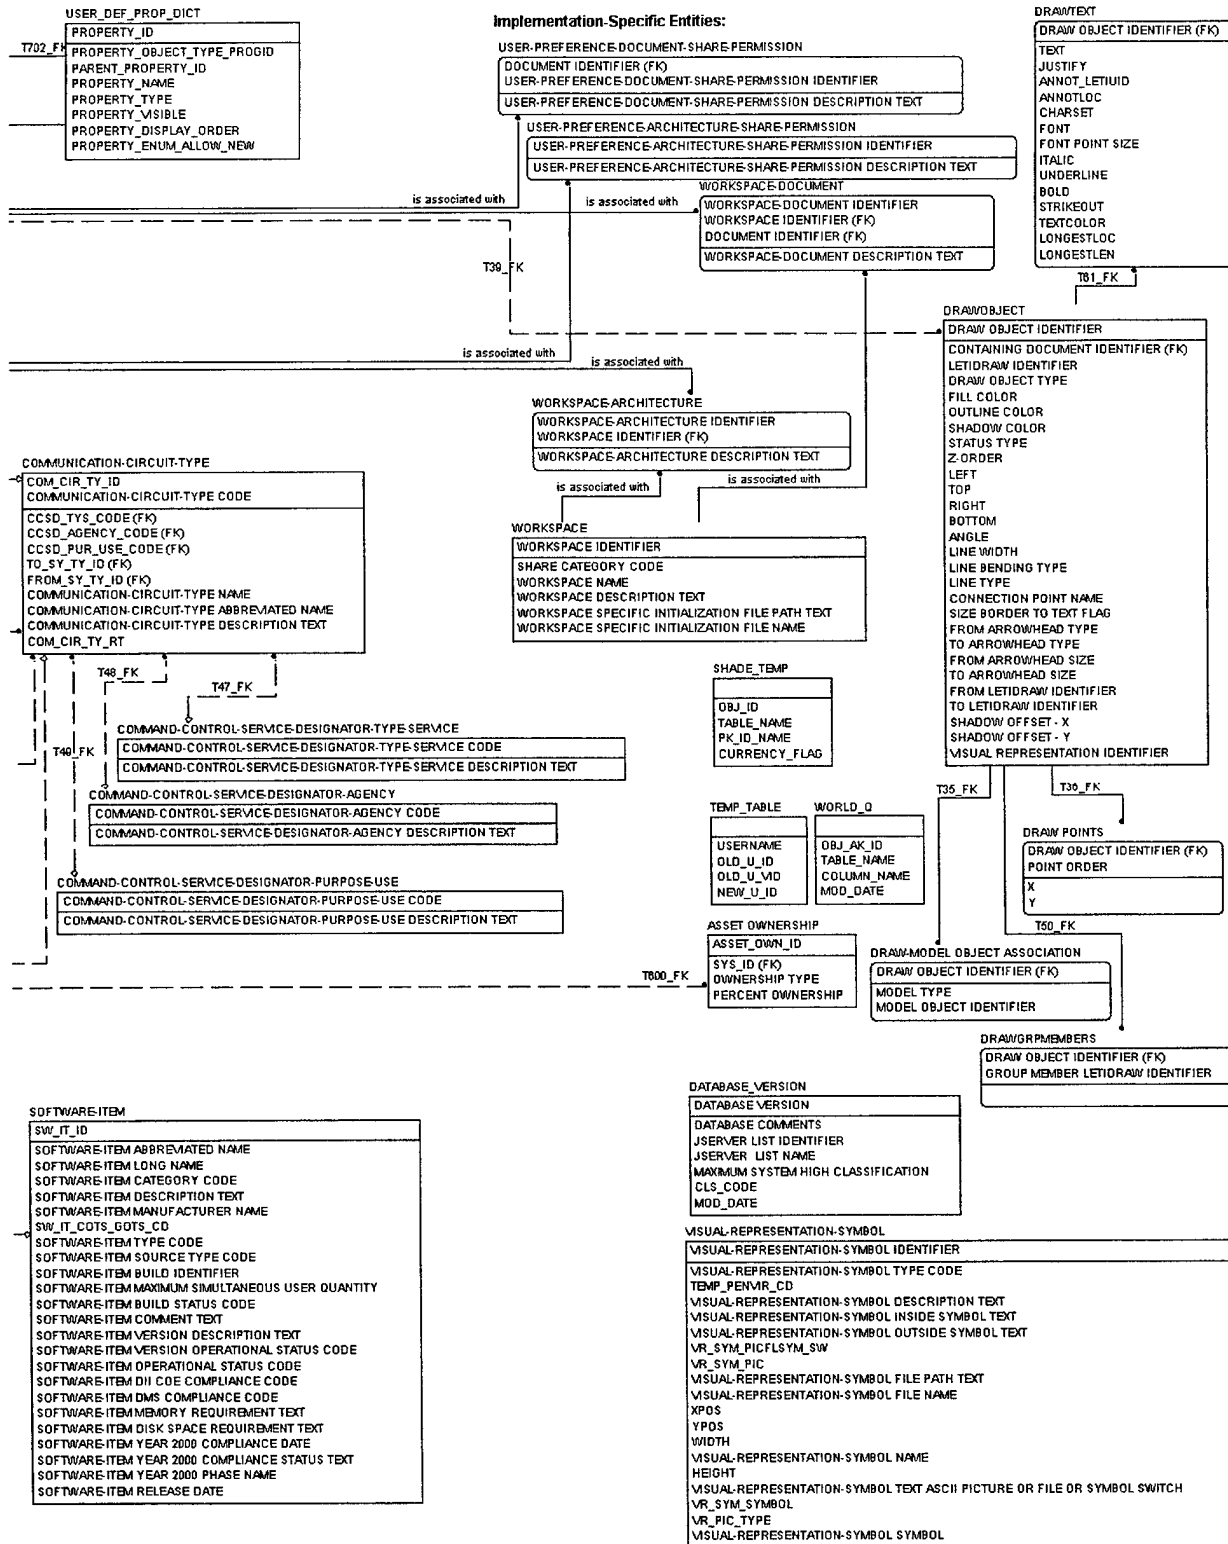 USER_DEF_PROP_DICT
PROPERTY_ID
PROPERTY_OBJECT_TYPE_PROGID
PARENT_PROPERTY_ID
PROPERTY_NAME
PROPERTY_TYPE
PROPERTY_VISIBLE
PROPERTY_DISPLAY_ORDER
PROPERTY_ENUM_ALLOW_NEW
T702_FK
Implementation-Specific Entities:
USER-PREFERENCE-DOCUMENT-SHARE-PERMISSION
DOCUMENT IDENTIFIER (FK)
USER-PREFERENCE-DOCUMENT-SHARE-PERMISSION IDENTIFIER
USER-PREFERENCE-DOCUMENT-SHARE-PERMISSION DESCRIPTION TEXT
USER-PREFERENCE-ARCHITECTURE-SHARE-PERMISSION
USER-PREFERENCE-ARCHITECTURE-SHARE-PERMISSION IDENTIFIER
USER-PREFERENCE-ARCHITECTURE-SHARE-PERMISSION DESCRIPTION TEXT
WORKSPACE-DOCUMENT
WORKSPACE-DOCUMENT IDENTIFIER
WORKSPACE IDENTIFIER (FK)
DOCUMENT IDENTIFIER (FK)
WORKSPACE-DOCUMENT DESCRIPTION TEXT
is associated with
is associated with
T39_FK
DRAWTEXT
DRAW OBJECT IDENTIFIER (FK)
TEXT
JUSTIFY
ANNOT_LETIUID
ANNOTLOC
CHARSET
FONT
FONT POINT SIZE
ITALIC
UNDERLINE
BOLD
STRIKEOUT
TEXTCOLOR
LONGESTLOC
LONGESTLEN
T61_FK
DRAWOBJECT
DRAW OBJECT IDENTIFIER
CONTAINING DOCUMENT IDENTIFIER (FK)
LETIDRAW IDENTIFIER
DRAW OBJECT TYPE
FILL COLOR
OUTLINE COLOR
SHADOW COLOR
STATUS TYPE
Z-ORDER
LEFT
TOP
RIGHT
BOTTOM
ANGLE
LINE WIDTH
LINE BENDING TYPE
LINE TYPE
CONNECTION POINT NAME
SIZE BORDER TO TEXT FLAG
FROM ARROWHEAD TYPE
TO ARROWHEAD TYPE
FROM ARROWHEAD SIZE
TO ARROWHEAD SIZE
FROM LETIDRAW IDENTIFIER
TO LETIDRAW IDENTIFIER
SHADOW OFFSET - X
SHADOW OFFSET - Y
VISUAL REPRESENTATION IDENTIFIER
is associated with
is associated with
WORKSPACE-ARCHITECTURE
WORKSPACE-ARCHITECTURE IDENTIFIER
WORKSPACE IDENTIFIER (FK)
WORKSPACE-ARCHITECTURE DESCRIPTION TEXT
is associated with
is associated with
WORKSPACE
WORKSPACE IDENTIFIER
SHARE CATEGORY CODE
WORKSPACE NAME
WORKSPACE DESCRIPTION TEXT
WORKSPACE SPECIFIC INITIALIZATION FILE PATH TEXT
WORKSPACE SPECIFIC INITIALIZATION FILE NAME
COMMUNICATION-CIRCUIT-TYPE
COM_CIR_TY_ID
COMMUNICATION-CIRCUIT-TYPE CODE
CCSD_TYS_CODE (FK)
CCSD_AGENCY_CODE (FK)
CCSD_PUR_USE_CODE (FK)
TO_SY_TY_ID (FK)
FROM_SY_TY_ID (FK)
COMMUNICATION-CIRCUIT-TYPE NAME
COMMUNICATION-CIRCUIT-TYPE ABBREVIATED NAME
COMMUNICATION-CIRCUIT-TYPE DESCRIPTION TEXT
COM_CIR_TY_RT
T48_FK
T47_FK
T49_FK
COMMAND-CONTROL-SERVICE-DESIGNATOR-TYPE-SERVICE
COMMAND-CONTROL-SERVICE-DESIGNATOR-TYPE-SERVICE CODE
COMMAND-CONTROL-SERVICE-DESIGNATOR-TYPE-SERVICE DESCRIPTION TEXT
COMMAND-CONTROL-SERVICE-DESIGNATOR-AGENCY
COMMAND-CONTROL-SERVICE-DESIGNATOR-AGENCY CODE
COMMAND-CONTROL-SERVICE-DESIGNATOR-AGENCY DESCRIPTION TEXT
COMMAND-CONTROL-SERVICE-DESIGNATOR-PURPOSE-USE
COMMAND-CONTROL-SERVICE-DESIGNATOR-PURPOSE-USE CODE
COMMAND-CONTROL-SERVICE-DESIGNATOR-PURPOSE-USE DESCRIPTION TEXT
SHADE_TEMP
OBJ_ID
TABLE_NAME
PK_ID_NAME
CURRENCY_FLAG
TEMP_TABLE
USERNAME
OLD_U_ID
OLD_U_VID
NEW_U_ID
WORLD_Q
OBJ_AK_ID
TABLE_NAME
COLUMN_NAME
MOD_DATE
T35_FK
T36_FK
DRAW POINTS
DRAW OBJECT IDENTIFIER (FK)
POINT ORDER
X
Y
T50_FK
ASSET OWNERSHIP
ASSET_OWN_ID
SYS_ID (FK)
OWNERSHIP TYPE
PERCENT OWNERSHIP
T600_FK
DRAW-MODEL OBJECT ASSOCIATION
DRAW OBJECT IDENTIFIER (FK)
MODEL TYPE
MODEL OBJECT IDENTIFIER
DRAWGRPMEMBERS
DRAW OBJECT IDENTIFIER (FK)
GROUP MEMBER LETIDRAW IDENTIFIER
DATABASE_VERSION
DATABASE VERSION
DATABASE COMMENTS
JSERVER LIST IDENTIFIER
JSERVER LIST NAME
MAXIMUM SYSTEM HIGH CLASSIFICATION
CLS_CODE
MOD_DATE
SOFTWARE-ITEM
SW_IT_ID
SOFTWARE-ITEM ABBREVIATED NAME
SOFTWARE-ITEM LONG NAME
SOFTWARE-ITEM CATEGORY CODE
SOFTWARE-ITEM DESCRIPTION TEXT
SOFTWARE-ITEM MANUFACTURER NAME
SW_IT_COTS_GOTS_CD
SOFTWARE-ITEM TYPE CODE
SOFTWARE-ITEM SOURCE TYPE CODE
SOFTWARE-ITEM BUILD IDENTIFIER
SOFTWARE-ITEM MAXIMUM SIMULTANEOUS USER QUANTITY
SOFTWARE-ITEM BUILD STATUS CODE
SOFTWARE-ITEM COMMENT TEXT
SOFTWARE-ITEM VERSION DESCRIPTION TEXT
SOFTWARE-ITEM VERSION OPERATIONAL STATUS CODE
SOFTWARE-ITEM OPERATIONAL STATUS CODE
SOFTWARE-ITEM DII COE COMPLIANCE CODE
SOFTWARE-ITEM DMS COMPLIANCE CODE
SOFTWARE-ITEM MEMORY REQUIREMENT TEXT
SOFTWARE-ITEM DISK SPACE REQUIREMENT TEXT
SOFTWARE-ITEM YEAR 2000 COMPLIANCE DATE
SOFTWARE-ITEM YEAR 2000 COMPLIANCE STATUS TEXT
SOFTWARE-ITEM YEAR 2000 PHASE NAME
SOFTWARE-ITEM RELEASE DATE
VISUAL-REPRESENTATION-SYMBOL
VISUAL-REPRESENTATION-SYMBOL IDENTIFIER
VISUAL-REPRESENTATION-SYMBOL TYPE CODE
TEMP_PENVIR_CD
VISUAL-REPRESENTATION-SYMBOL DESCRIPTION TEXT
VISUAL-REPRESENTATION-SYMBOL INSIDE SYMBOL TEXT
VISUAL-REPRESENTATION-SYMBOL OUTSIDE SYMBOL TEXT
VR_SYM_PICFLSYM_SW
VR_SYM_PIC
VISUAL-REPRESENTATION-SYMBOL FILE PATH TEXT
VISUAL-REPRESENTATION-SYMBOL FILE NAME
XPOS
YPOS
WIDTH
VISUAL-REPRESENTATION-SYMBOL NAME
HEIGHT
VISUAL-REPRESENTATION-SYMBOL TEXT ASCII PICTURE OR FILE OR SYMBOL SWITCH
VR_SYM_SYMBOL
VR_PIC_TYPE
VISUAL-REPRESENTATION-SYMBOL SYMBOL